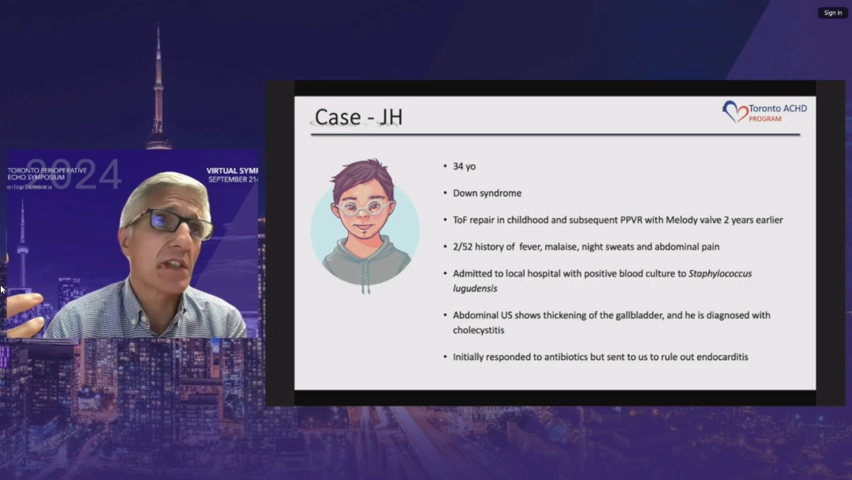 Sign in
Toronto ACHD
PROGRAM
Case - JH
• 34 yo
• Down syndrome
• ToF repair in childhood and subsequent PPVR with Melody valve 2 years earlier
• 2/52 history of fever, malaise, night sweats and abdominal pain
• Admitted to local hospital with positive blood culture to Staphylococcus
lugudensis
• Abdominal US shows thickening of the gallbladder, and he is diagnosed with
cholecystitis
• Initially responded to antibiotics but sent to us to rule out endocarditis
2024
TORONTO PERIOPERATIVE
ECHO SYMPOSIUM
VIRTUAL SYMP
SEPTEMBER 21-